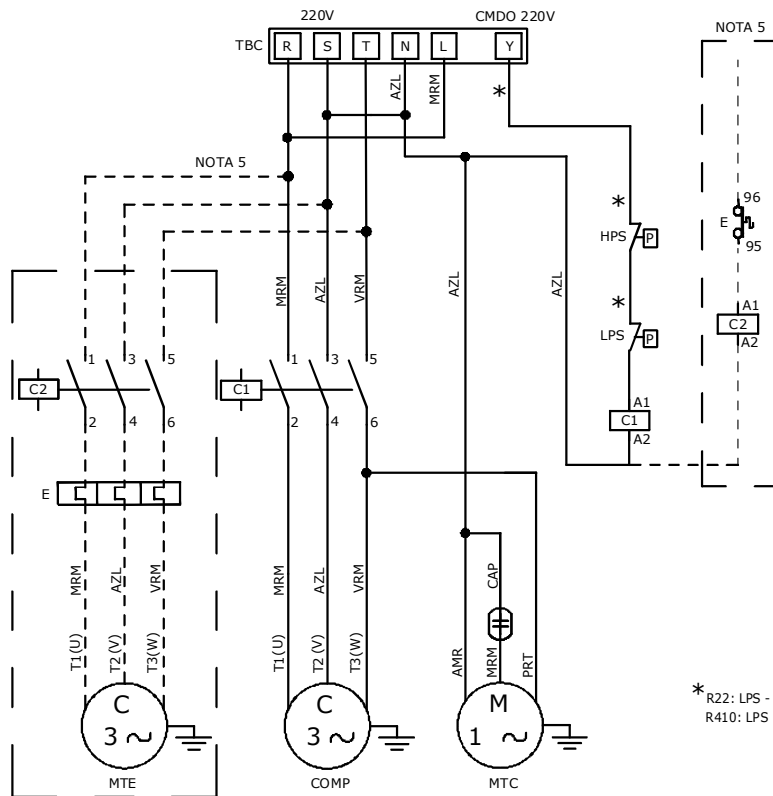 220V CMDO 220V NOTA 5
TBC R S T N L Y
AZL MRM *
NOTA 5
* 96
HPS P E
95
MRM AZL VRM AZL AZL
* A1
LPS P C2
A2
1 3 5 1 3 5
C2 C1
A1
C1
2 4 6 2 4 6 A2
E
MRM AZL VRM MRM AZL VRM CAP
T1(U) T2(V) T3(W) T1(U) T2(V) T3(W) AMR MRM PRT
*R22: LPS -
R410: LPS
C C M
3 ~ 3 ~ 1 ~
MTE COMP MTC